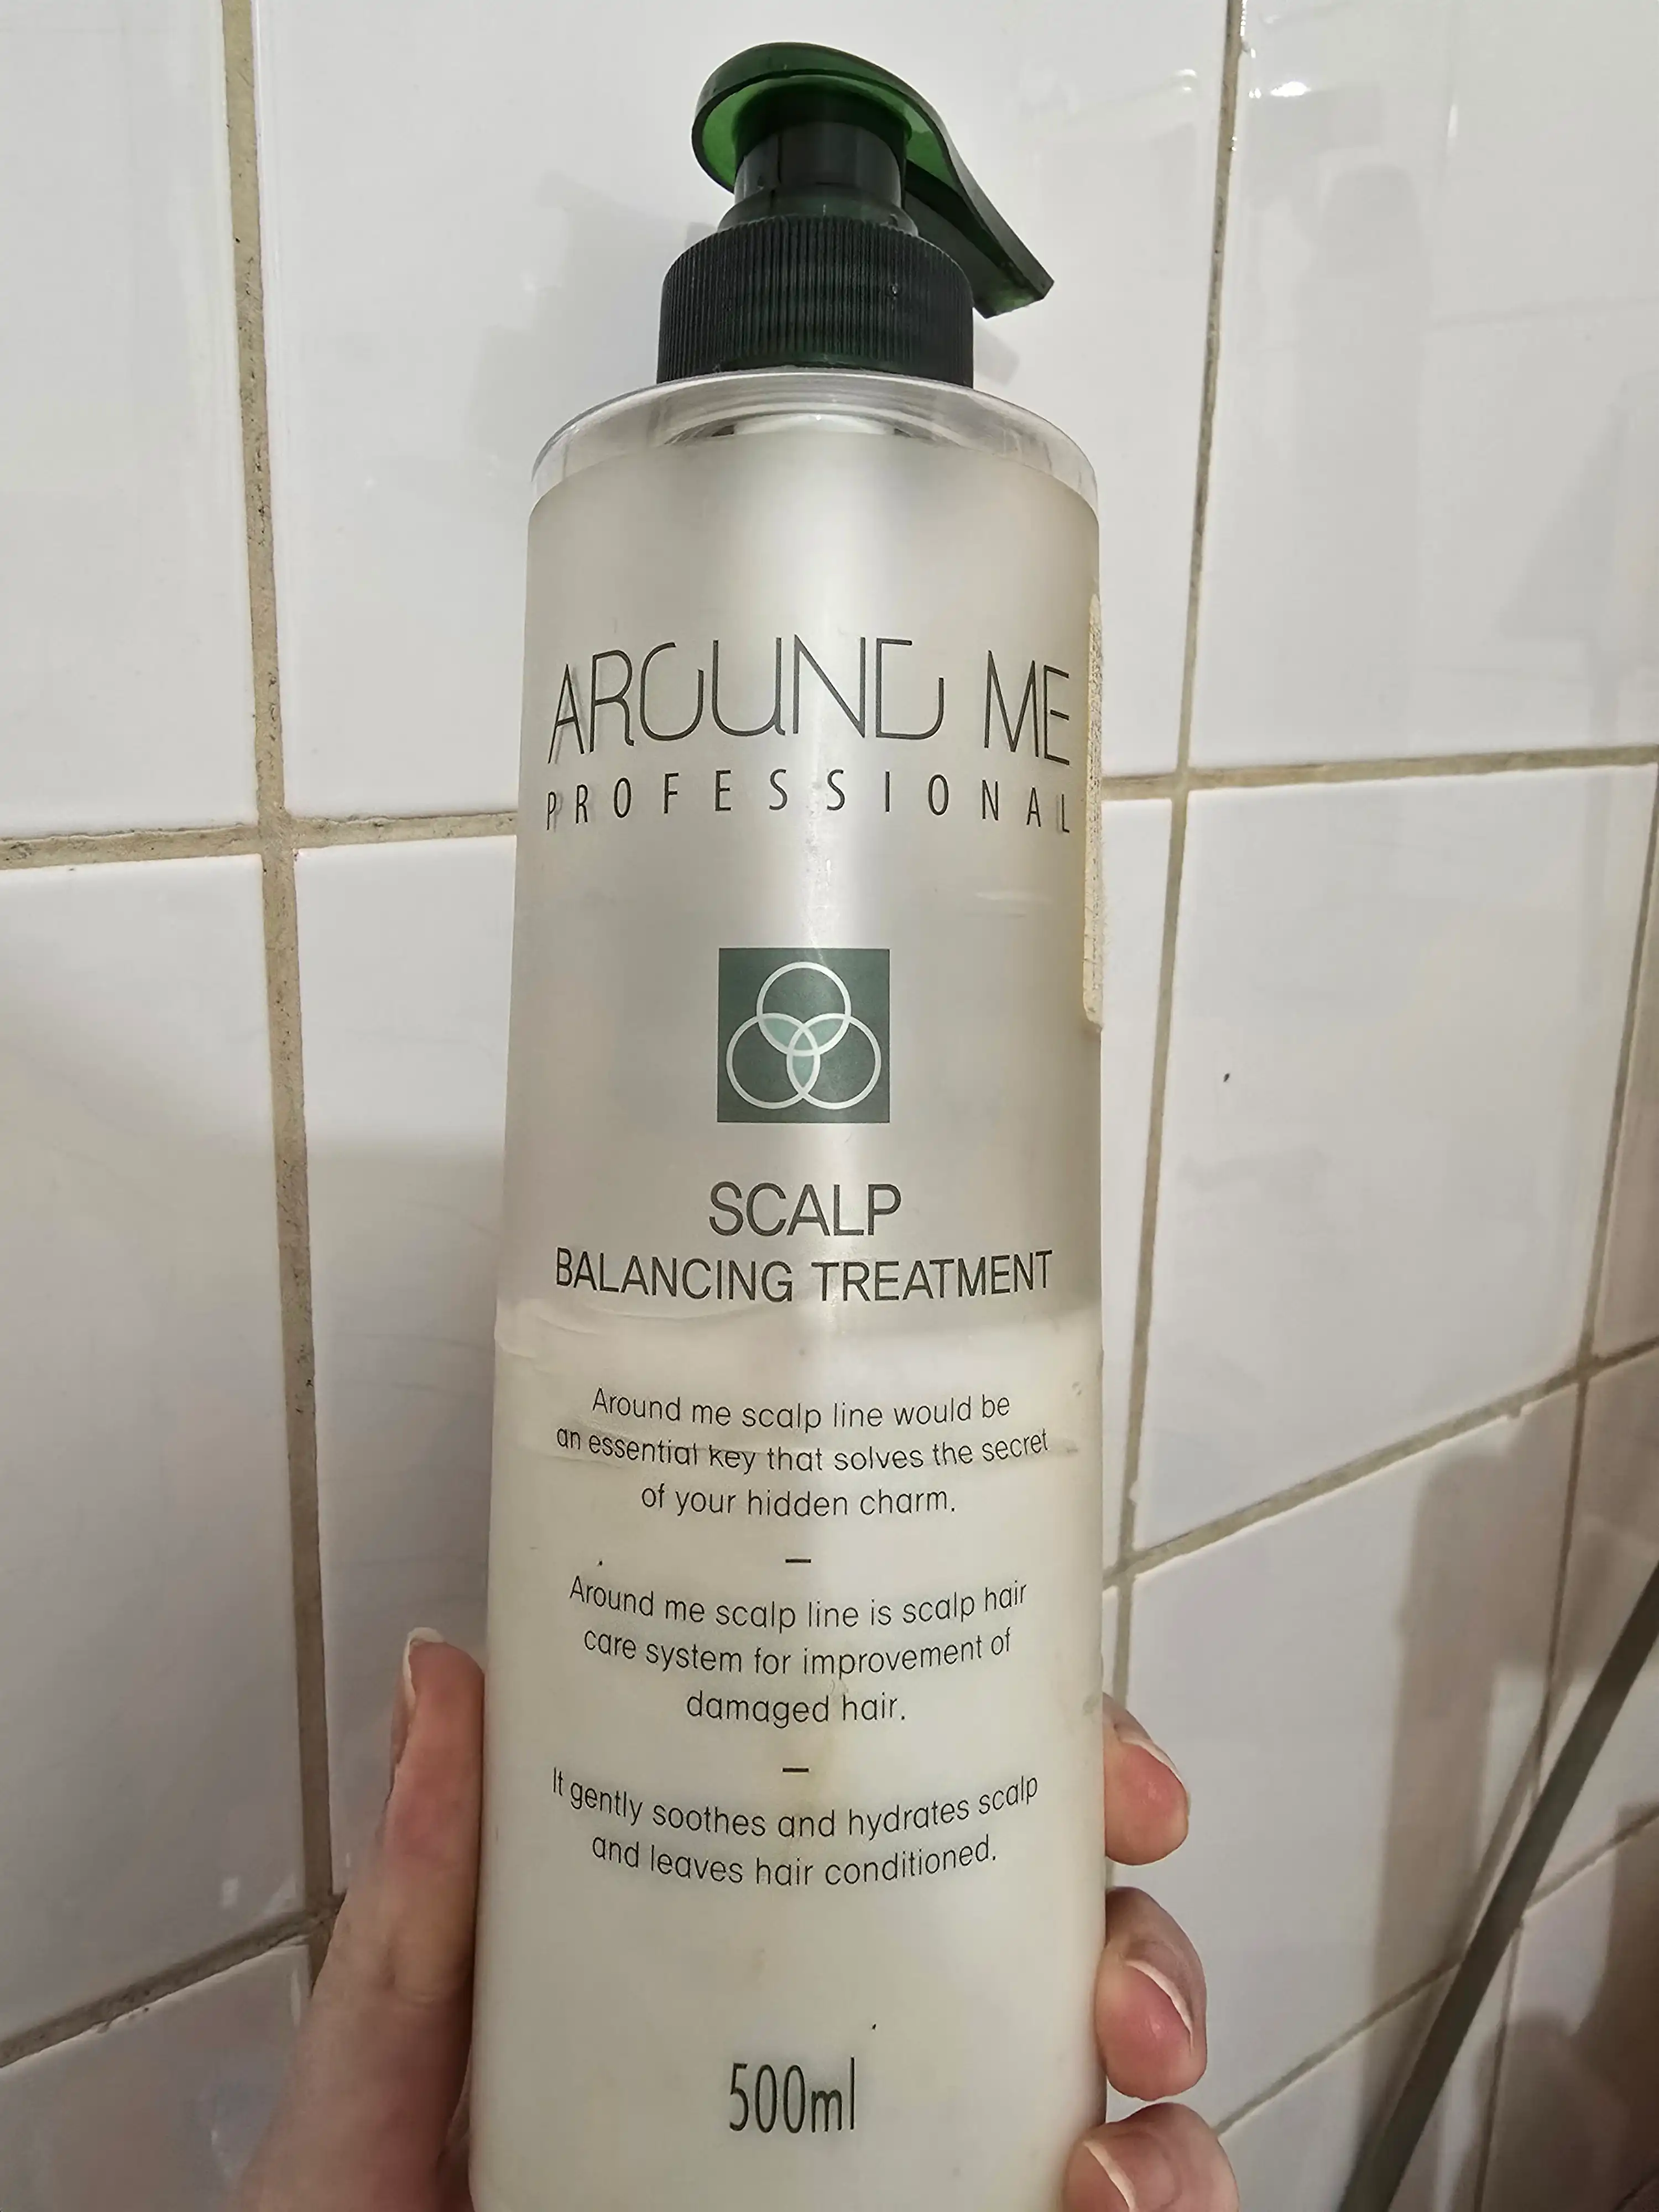 AROUND ME
PROFESSIONAL
SCALP
BALANCING TREATMENT
Around me scalp line would be
an essential key that solves the secret
of your hidden charm.
–
Around me scalp line is scalp hair
care system for improvement of
damaged hair.
–
It gently soothes and hydrates scalp
and leaves hair conditioned.
500ml